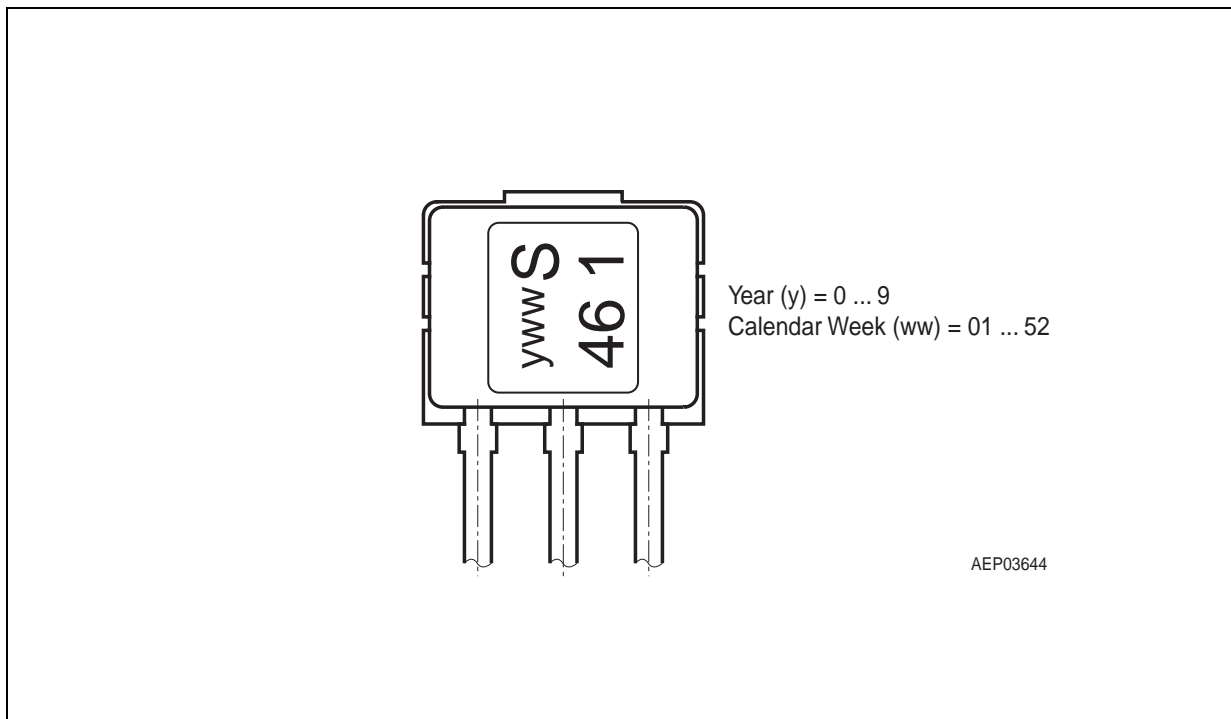 ywwS
46 1
Year (y) = 0 ... 9
Calendar Week (ww) = 01 ... 52
AEP03644